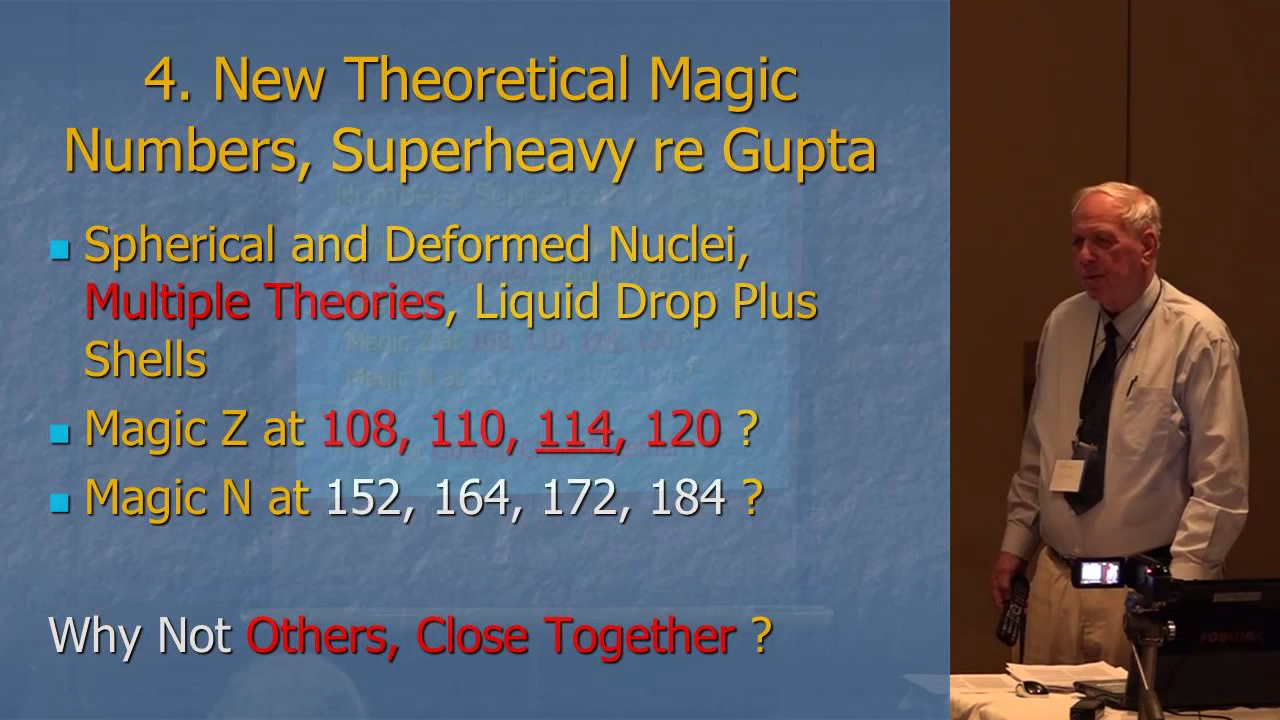 4. New Theoretical Magic
Numbers, Superheavy re Gupta
Spherical and Deformed Nuclei,
Multiple Theories, Liquid Drop Plus
Shells
Magic Z at 108, 110, 114, 120 ?
Magic N at 152, 164, 172, 184 ?
Why Not Others, Close Together ?
TOSHIBA